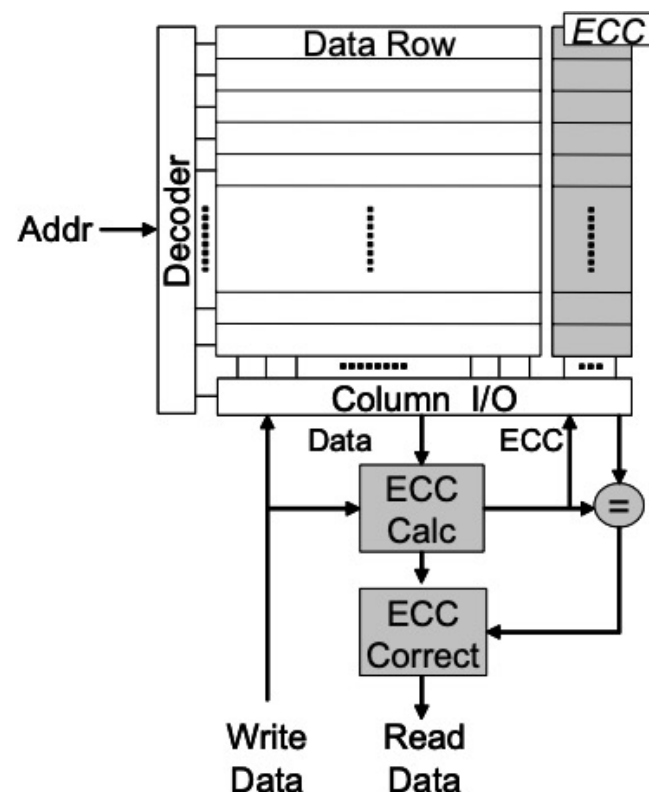 Data Row
ECC
Decoder
Addr
Column I/O
Data
ECC
ECC
Calc
=
ECC
Correct
Write
Data
Read
Data